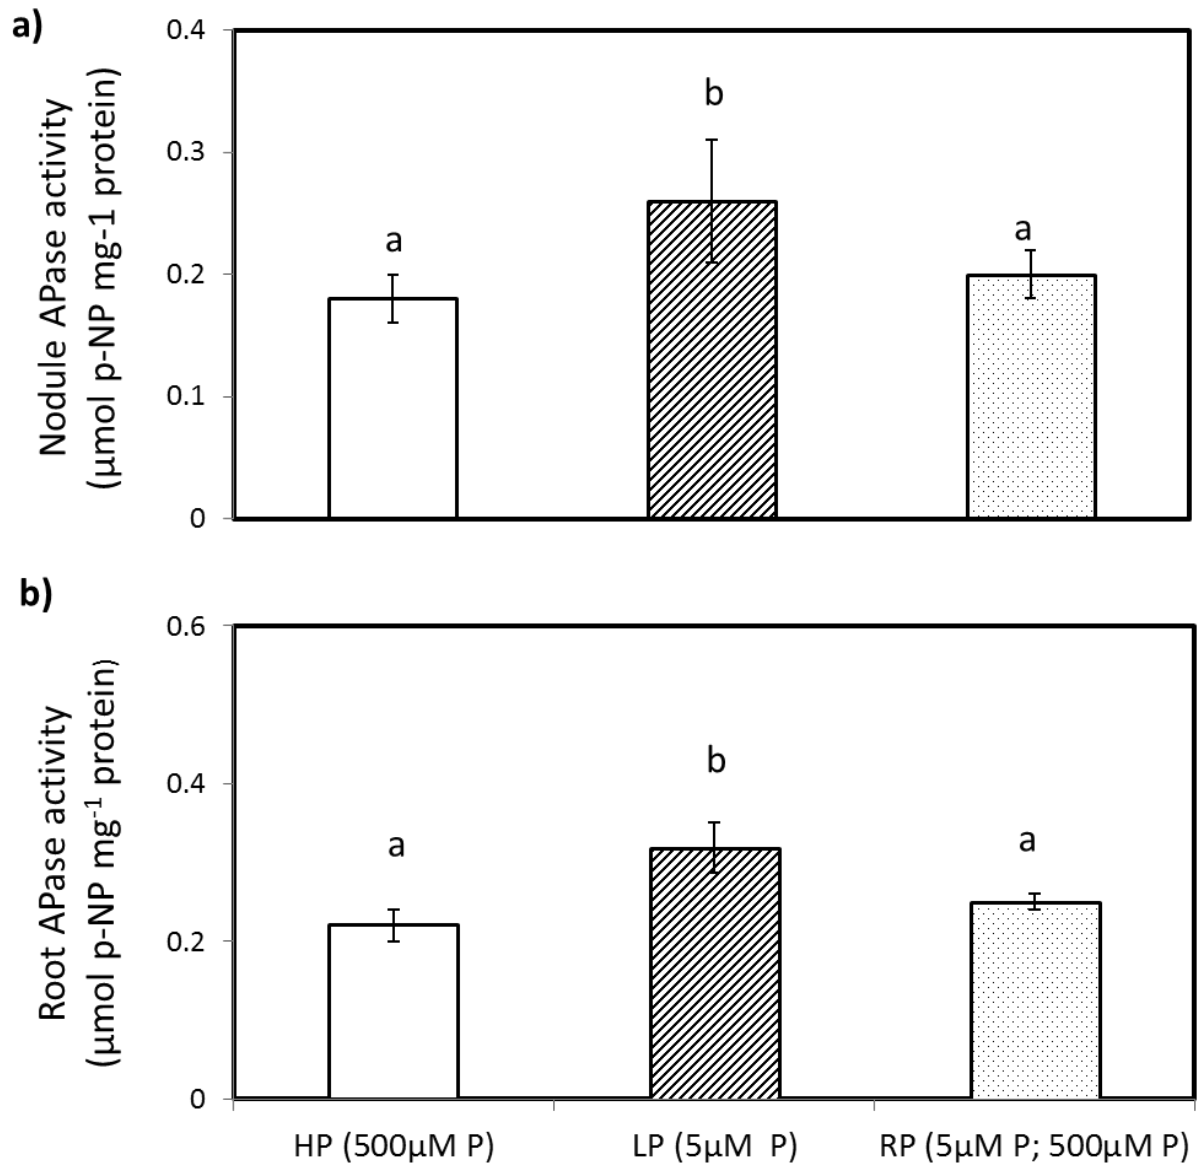 a)
Nodule APase activity
(µmol p-NP mg-1 protein)
0.4
0.3
0.2
0.1
0
a
b
a
b)
Root APase activity
(µmol p-NP mg⁻¹ protein)
0.6
0.4
0.2
0
a
b
a
HP (500µM P)
LP (5µM  P)
RP (5µM P; 500µM P)